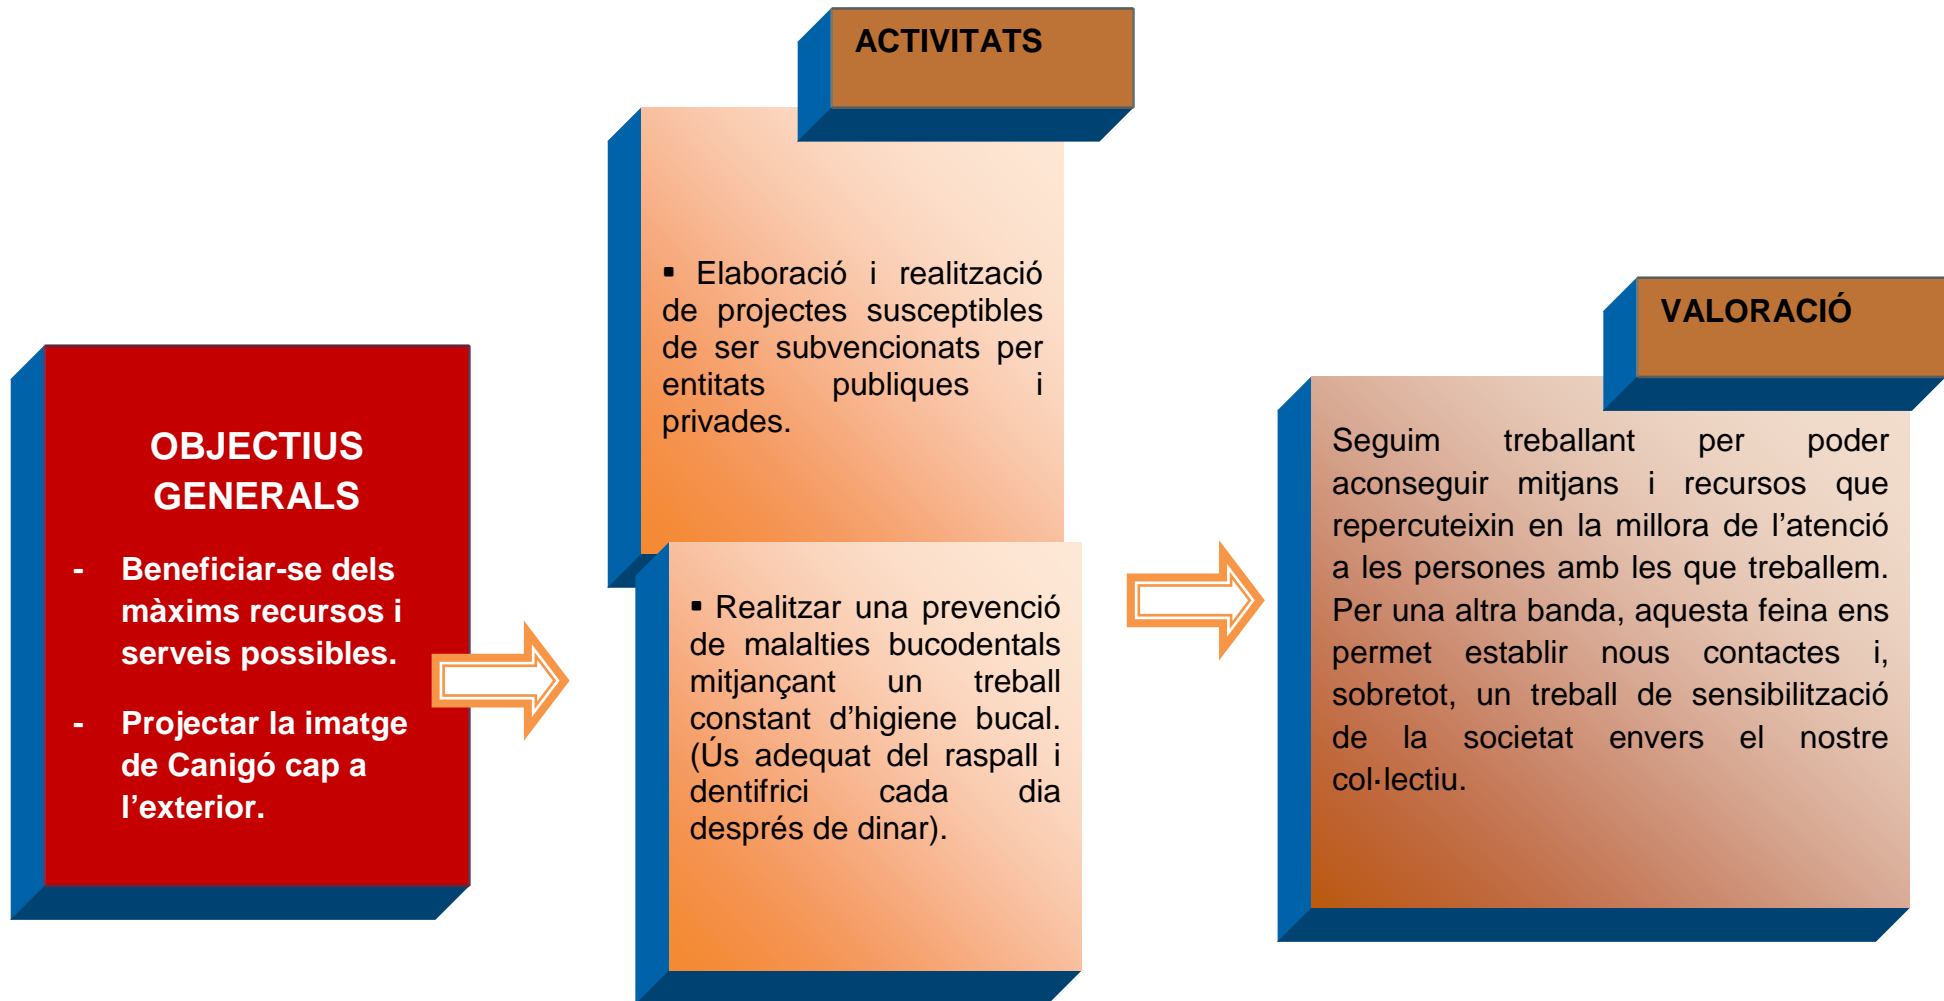 OBJECTIUS
GENERALS
- Beneficiar-se dels
màxims recursos i
serveis possibles.
- Projectar la imatge
de Canigó cap a
l’exterior.
ACTIVITATS
▪ Elaboració i realització
de projectes susceptibles
de ser subvencionats per
entitats publiques i
privades.
▪ Realitzar una prevenció
de malalties bucodentals
mitjançant un treball
constant d’higiene bucal.
(Ús adequat del raspall i
dentifrici cada dia
després de dinar).
VALORACIÓ
Seguim treballant per poder
aconseguir mitjans i recursos que
repercuteixin en la millora de l’atenció
a les persones amb les que treballem.
Per una altra banda, aquesta feina ens
permet establir nous contactes i,
sobretot, un treball de sensibilització
de la societat envers el nostre
col·lectiu.